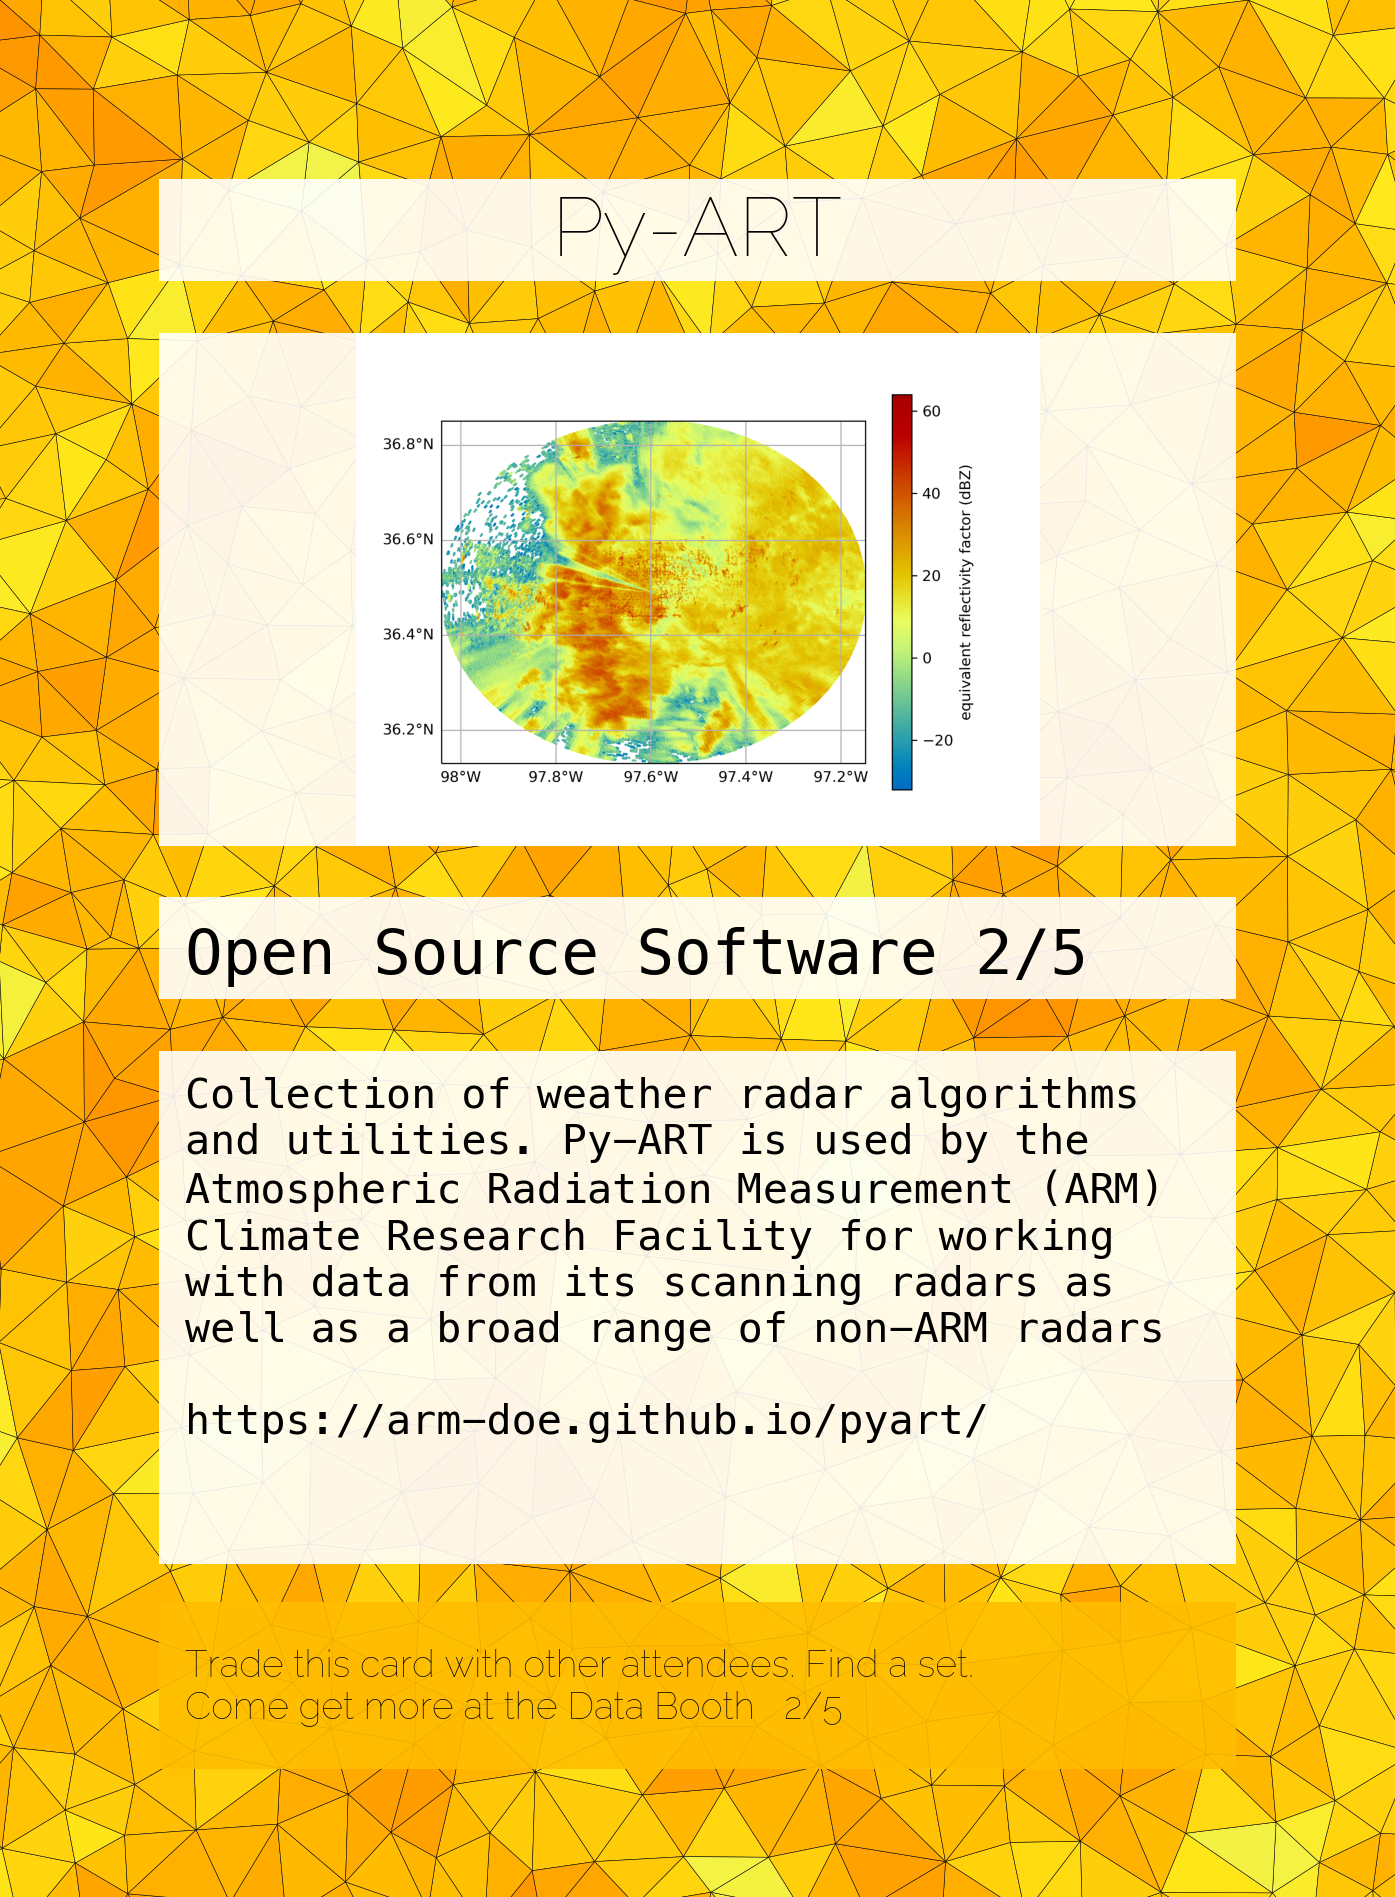 Py-ART
60
40
20
0
−20
equivalent reflectivity factor (dBZ)
36.8°N
36.6°N
36.4°N
36.2°N
98°W 97.8°W 97.6°W 97.4°W 97.2°W
Open Source Software 2/5
Collection of weather radar algorithms
and utilities. Py−ART is used by the
Atmospheric Radiation Measurement (ARM)
Climate Research Facility for working
with data from its scanning radars as
well as a broad range of non−ARM radars
https://arm−doe.github.io/pyart/
Trade this card with other attendees. Find a set.
Come get more at the Data Booth 2/5